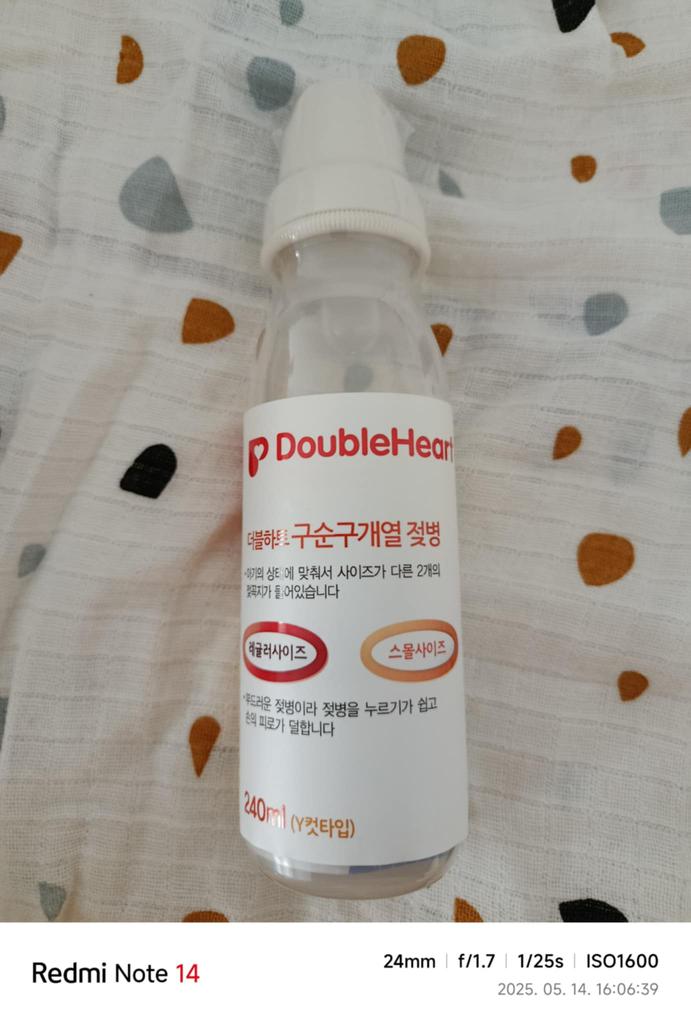 DoubleHeart
더블하트 구순구개열 젖병
•아기의 상태에 맞춰서 사이즈가 다른 2개의
젖꼭지가 들어있습니다
레귤러사이즈
스몰사이즈
•부드러운 젖병이라 젖병을 누르기가 쉽고
손의 피로가 덜합니다
240ml (Y컷타입)
Redmi Note 14
24mm | f/1.7 | 1/25s | ISO1600
2025. 05. 14. 16:06:39